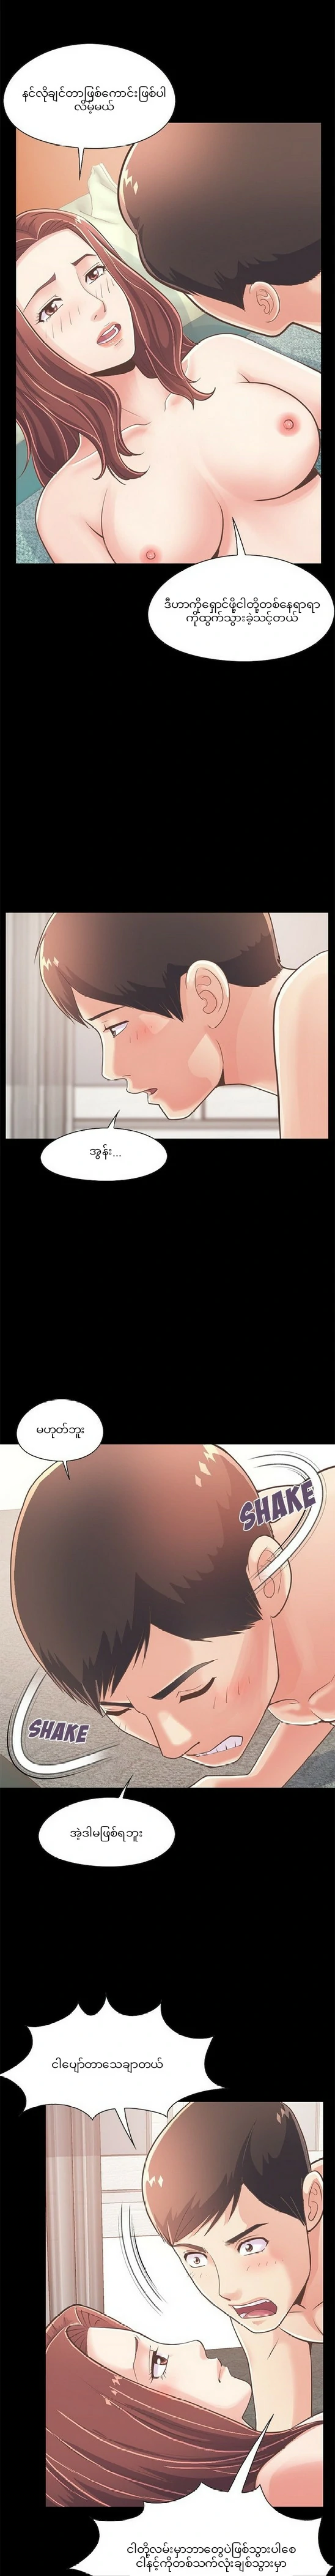 နင်လိုချင်တာဖြစ်ကောင်းဖြစ်ပါ
လိမ့်မယ်
ဒီဟာကိုရှောင်ဖို့ငါတို့တစ်နေရာရာ
ကိုထွက်သွားခဲ့သင့်တယ်
အွန်း...
မဟုတ်ဘူး
SHAKE
SHAKE
အဲ့ဒါမဖြစ်ရဘူး
ငါပျော်တာသေချာတယ်
ငါတို့လမ်းမှာဘာတွေပဲဖြစ်သွားပါစေ
ငါနင့်ကိုတစ်သက်လုံးချစ်သွားမှာ